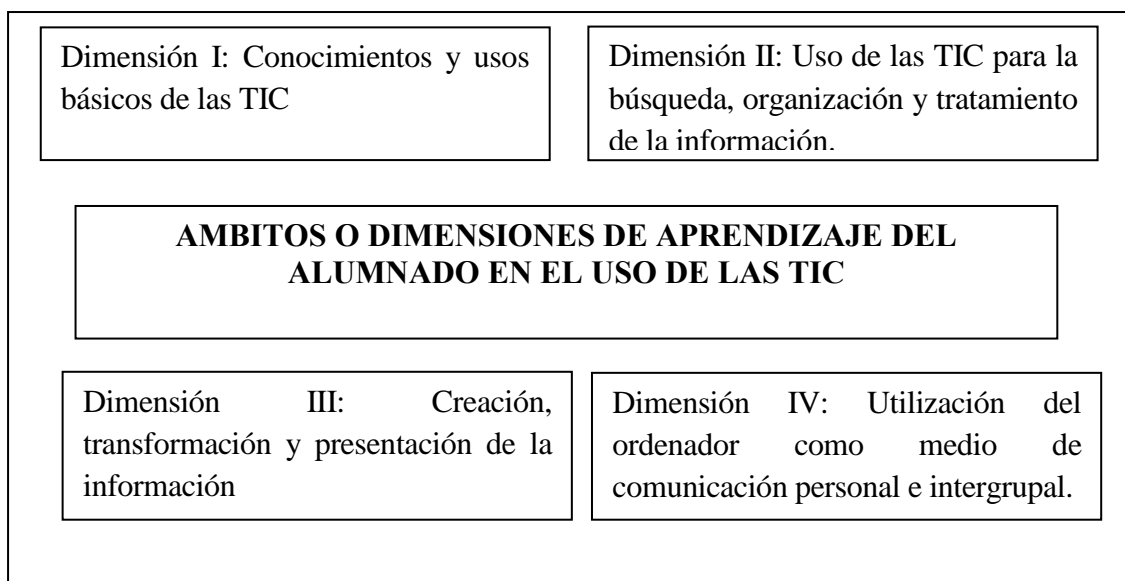 Dimensión I: Conocimientos y usos
básicos de las TIC
Dimensión II: Uso de las TIC para la
búsqueda, organización y tratamiento
de la información.
AMBITOS O DIMENSIONES DE APRENDIZAJE DEL
ALUMNADO EN EL USO DE LAS TIC
Dimensión III: Creación,
transformación y presentación de la
información
Dimensión IV: Utilización del
ordenador como medio de
comunicación personal e intergrupal.